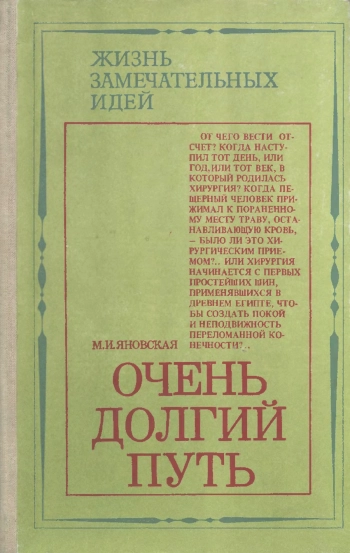 ЖИЗНЬ
ЗАМЕЧАТЕЛЬНЫХ
ИДЕЙ
ОТ ЧЕГО ВЕСТИ ОТ-
СЧЕТ? КОГДА НАСТУ-
ПИЛ ТОТ ДЕНЬ, ИЛИ
ГОД, ИЛИ ТОТ ВЕК, В
КОТОРЫЙ РОДИЛАСЬ
ХИРУРГИЯ? КОГДА ПЕ-
ЩЕРНЫЙ ЧЕЛОВЕК ПРИ-
ЖИМАЛ К ПОРАНЕННО-
МУ МЕСТУ ТРАВУ, ОСТА-
НАВЛИВАЮЩУЮ КРОВЬ,
– БЫЛО ЛИ ЭТО ХИ-
РУРГИЧЕСКИМ ПРИЕ-
МОМ?.. ИЛИ ХИРУРГИЯ
НАЧИНАЕТСЯ С ПЕРВЫХ
ПРОСТЕЙШИХ ШИН,
ПРИМЕНЯВШИХСЯ В
ДРЕВНЕМ ЕГИПТЕ, ЧТО-
БЫ СОЗДАТЬ ПОКОЙ
И НЕПОДВИЖНОСТЬ
ПЕРЕЛОМАННОЙ КО-
НЕЧНОСТИ?..
М.И.ЯНОВСКАЯ
ОЧЕНЬ
ДОЛГИЙ
ПУТЬ